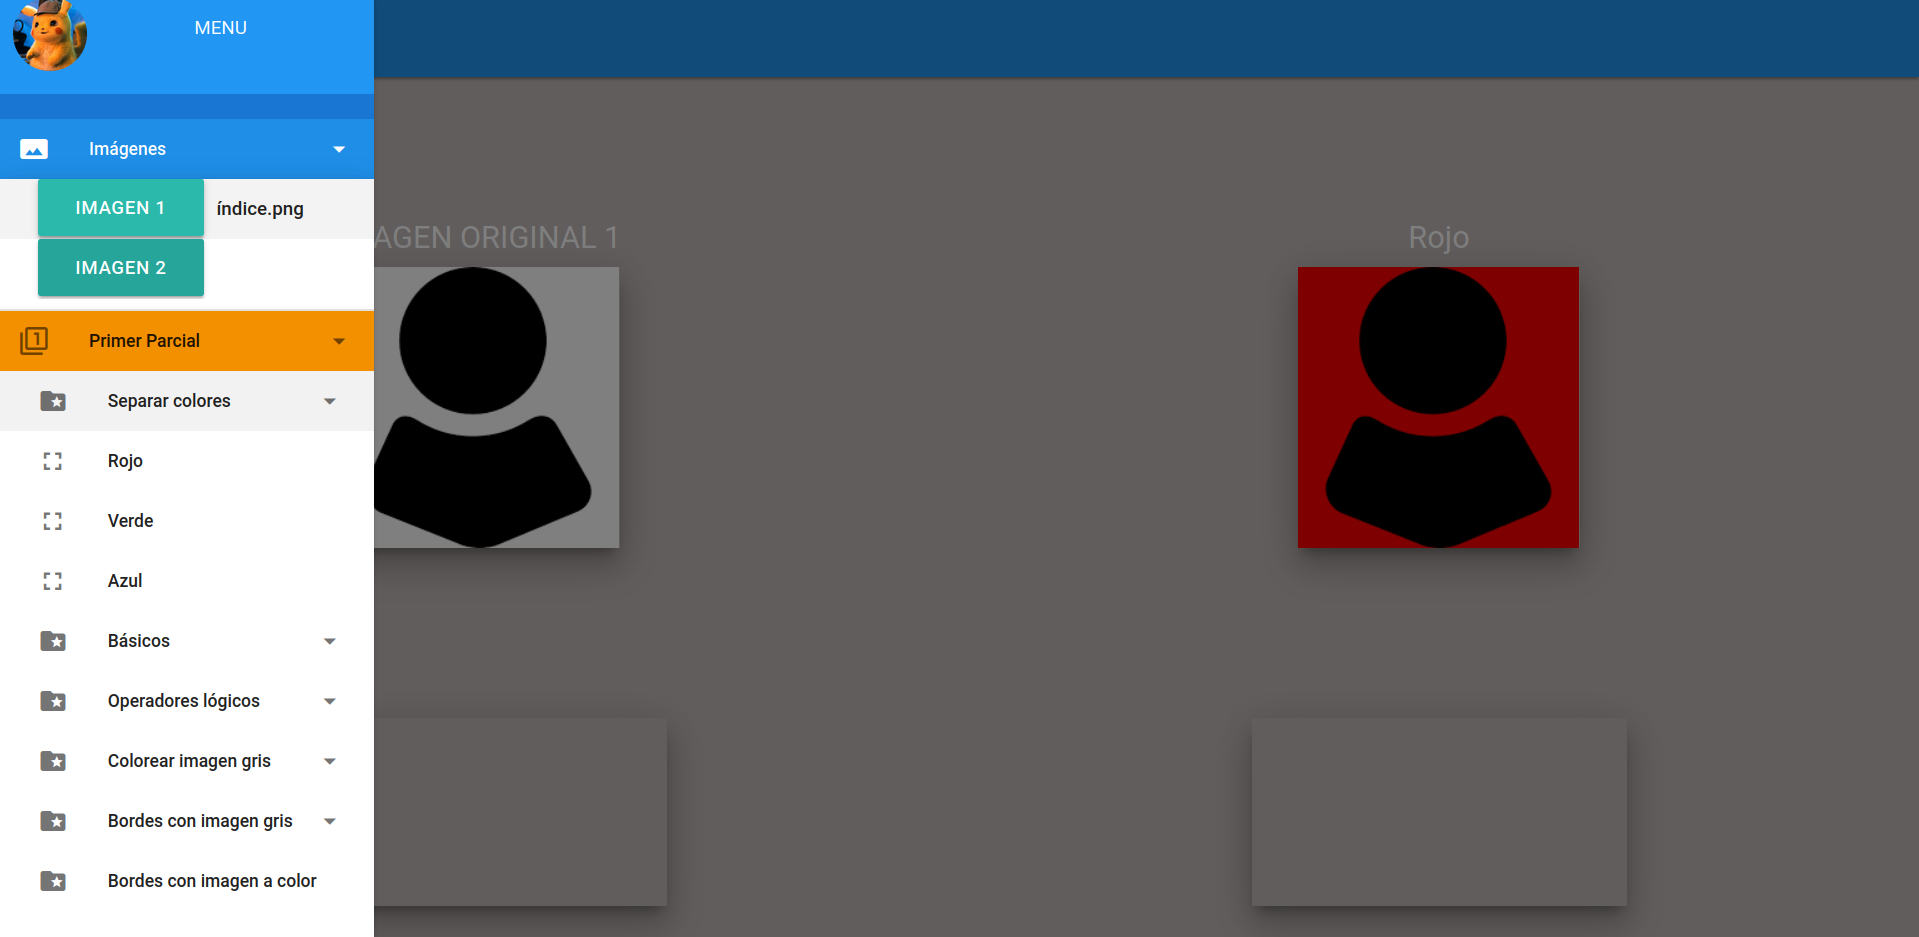 MENU
Imágenes
IMAGEN 1 índice.png
IMAGEN 2
Primer Parcial
Separar colores
Rojo
Verde
Azul
Básicos
Operadores lógicos
Colorear imagen gris
Bordes con imagen gris
Bordes con imagen a color
AGEN ORIGINAL 1
Rojo